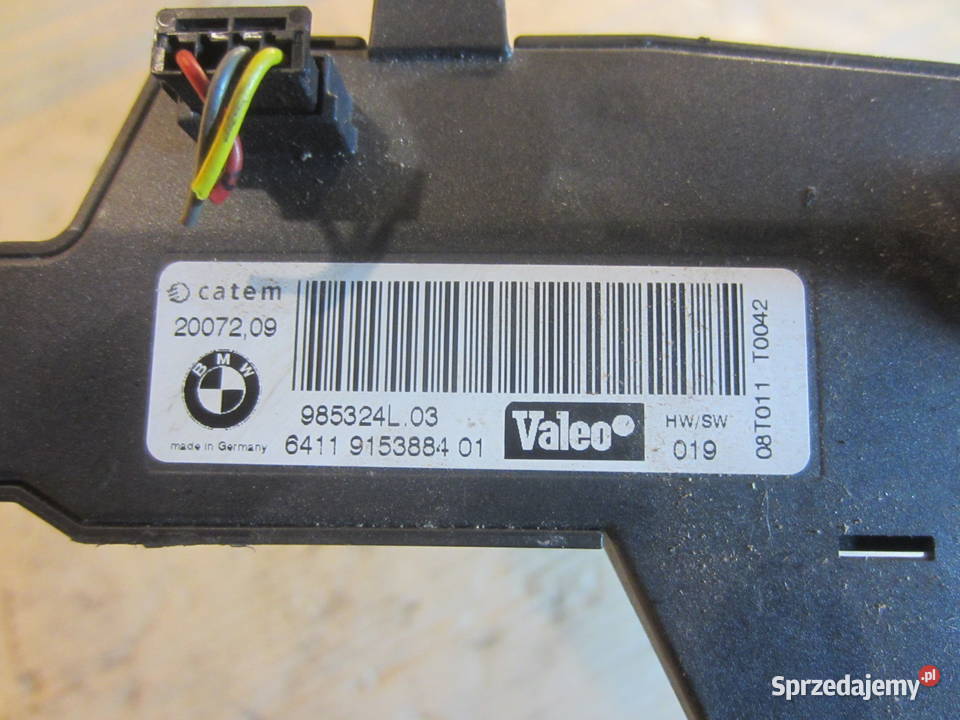 catem
20072,09
BMW
made in Germany
985324L.03
6411 9153884 01
Valeo
HW/SW
019
08T011 T0042
Sprzedajemy.pl